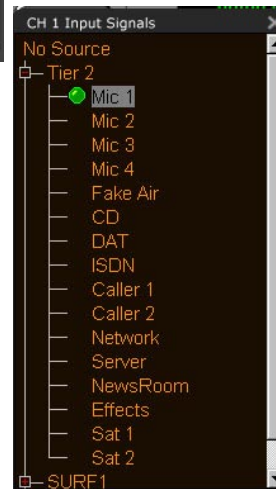 CH 1 Input Signals
No Source
Tier 2
Mic 1
Mic 2
Mic 3
Mic 4
Fake Air
CD
DAT
ISDN
Caller 1
Caller 2
Network
Server
NewsRoom
Effects
Sat 1
Sat 2
SURF1